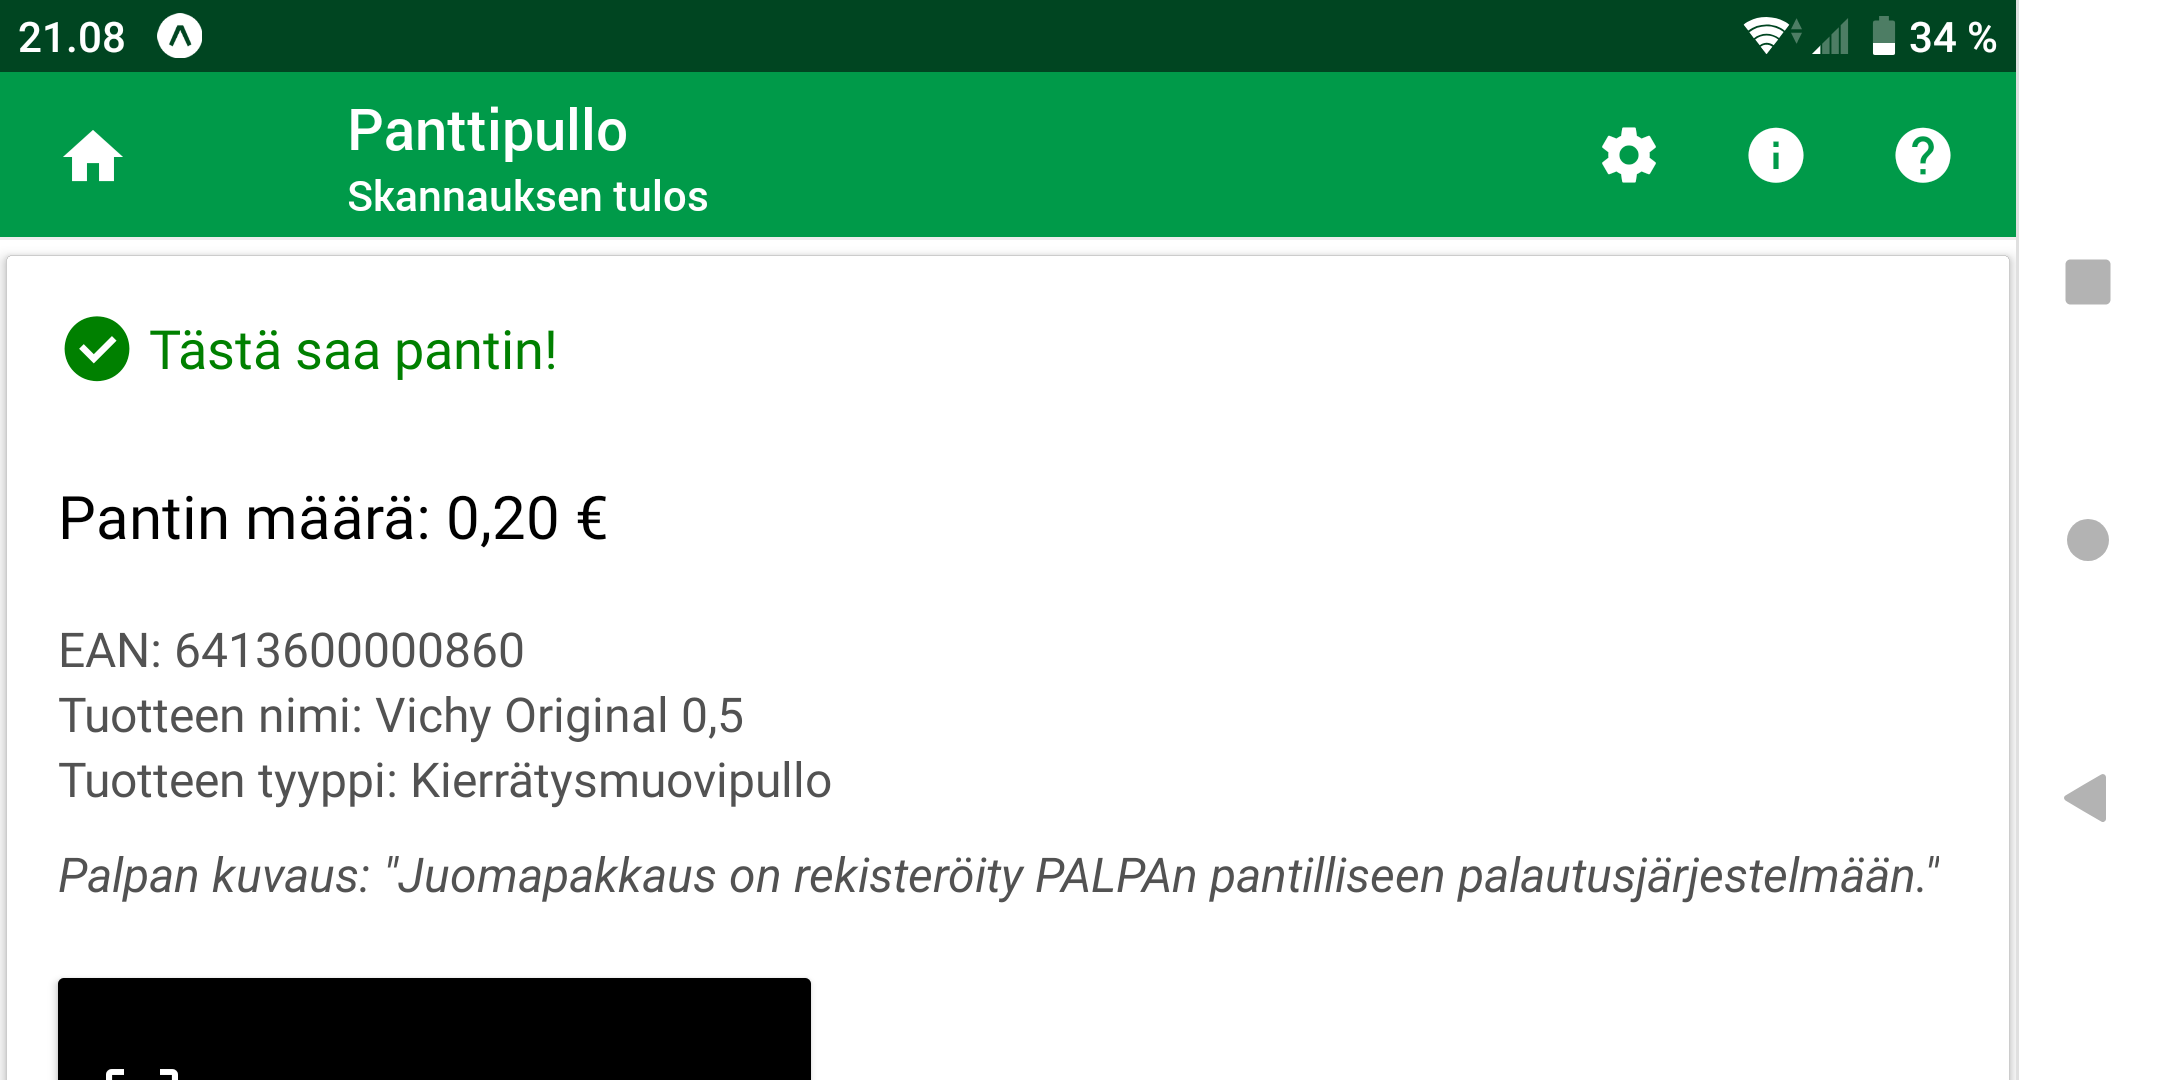 21.08
34 %
Panttipullo
Skannauksen tulos
Tästä saa pantin!
Pantin määrä: 0,20 €
EAN: 6413600000860
Tuotteen nimi: Vichy Original 0,5
Tuotteen tyyppi: Kierrätysmuovipullo
Palpan kuvaus: "Juomapakkaus on rekisteröity PALPAn pantilliseen palautusjärjestelmään."